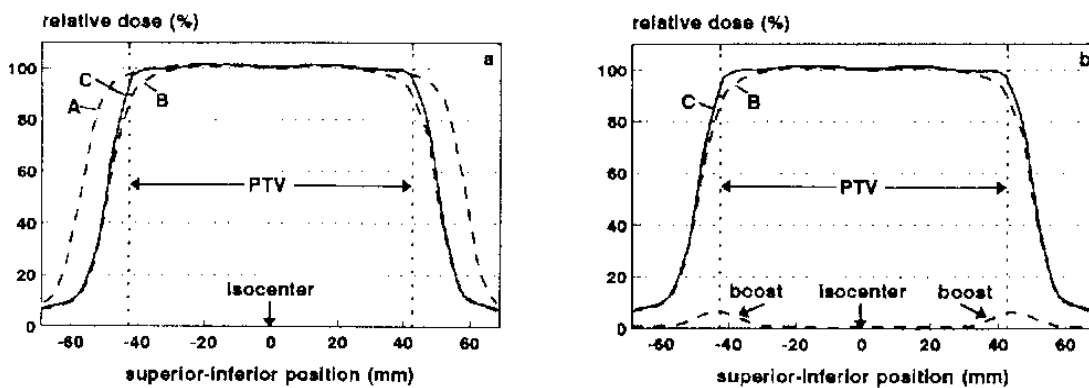 relative dose (%)
a
100
C
A
B
80
60
PTV
40
20
isocenter
0
-60 -40 -20 0 20 40 60
superior-inferior position (mm)
relative dose (%)
b
100
C
B
80
60
PTV
40
20
boost isocenter boost
0
-60 -40 -20 0 20 40 60
superior-inferior position (mm)